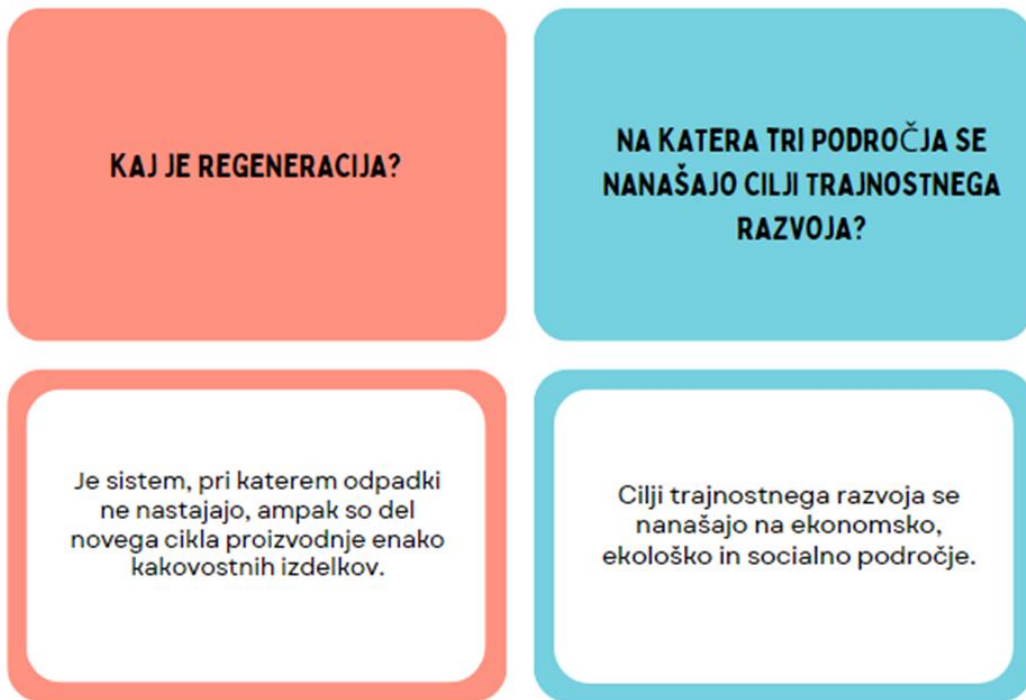 KAJ JE REGENERACIJA?
NA KATERA TRI PODROČJA SE
NANAŠAJO CILJI TRAJNOSTNEGA
RAZVOJA?
Je sistem, pri katerem odpadki
ne nastajajo, ampak so del
novega cikla proizvodnje enako
kakovostnih izdelkov.
Cilji trajnostnega razvoja se
nanašajo na ekonomsko,
ekološko in socialno področje.